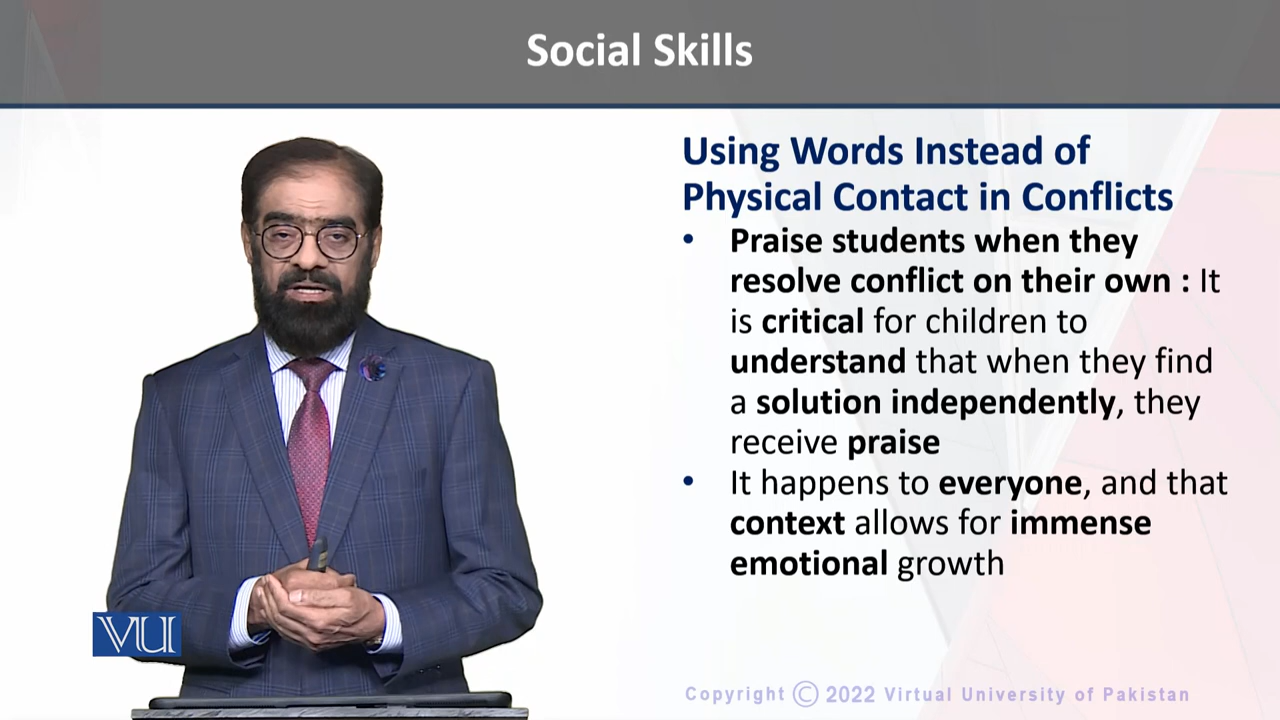 Social Skills
Using Words Instead of
Physical Contact in Conflicts
• Praise students when they
resolve conflict on their own : It
is critical for children to
understand that when they find
a solution independently, they
receive praise
• It happens to everyone, and that
context allows for immense
emotional growth
VU
Copyright © 2022 Virtual University of Pakistan